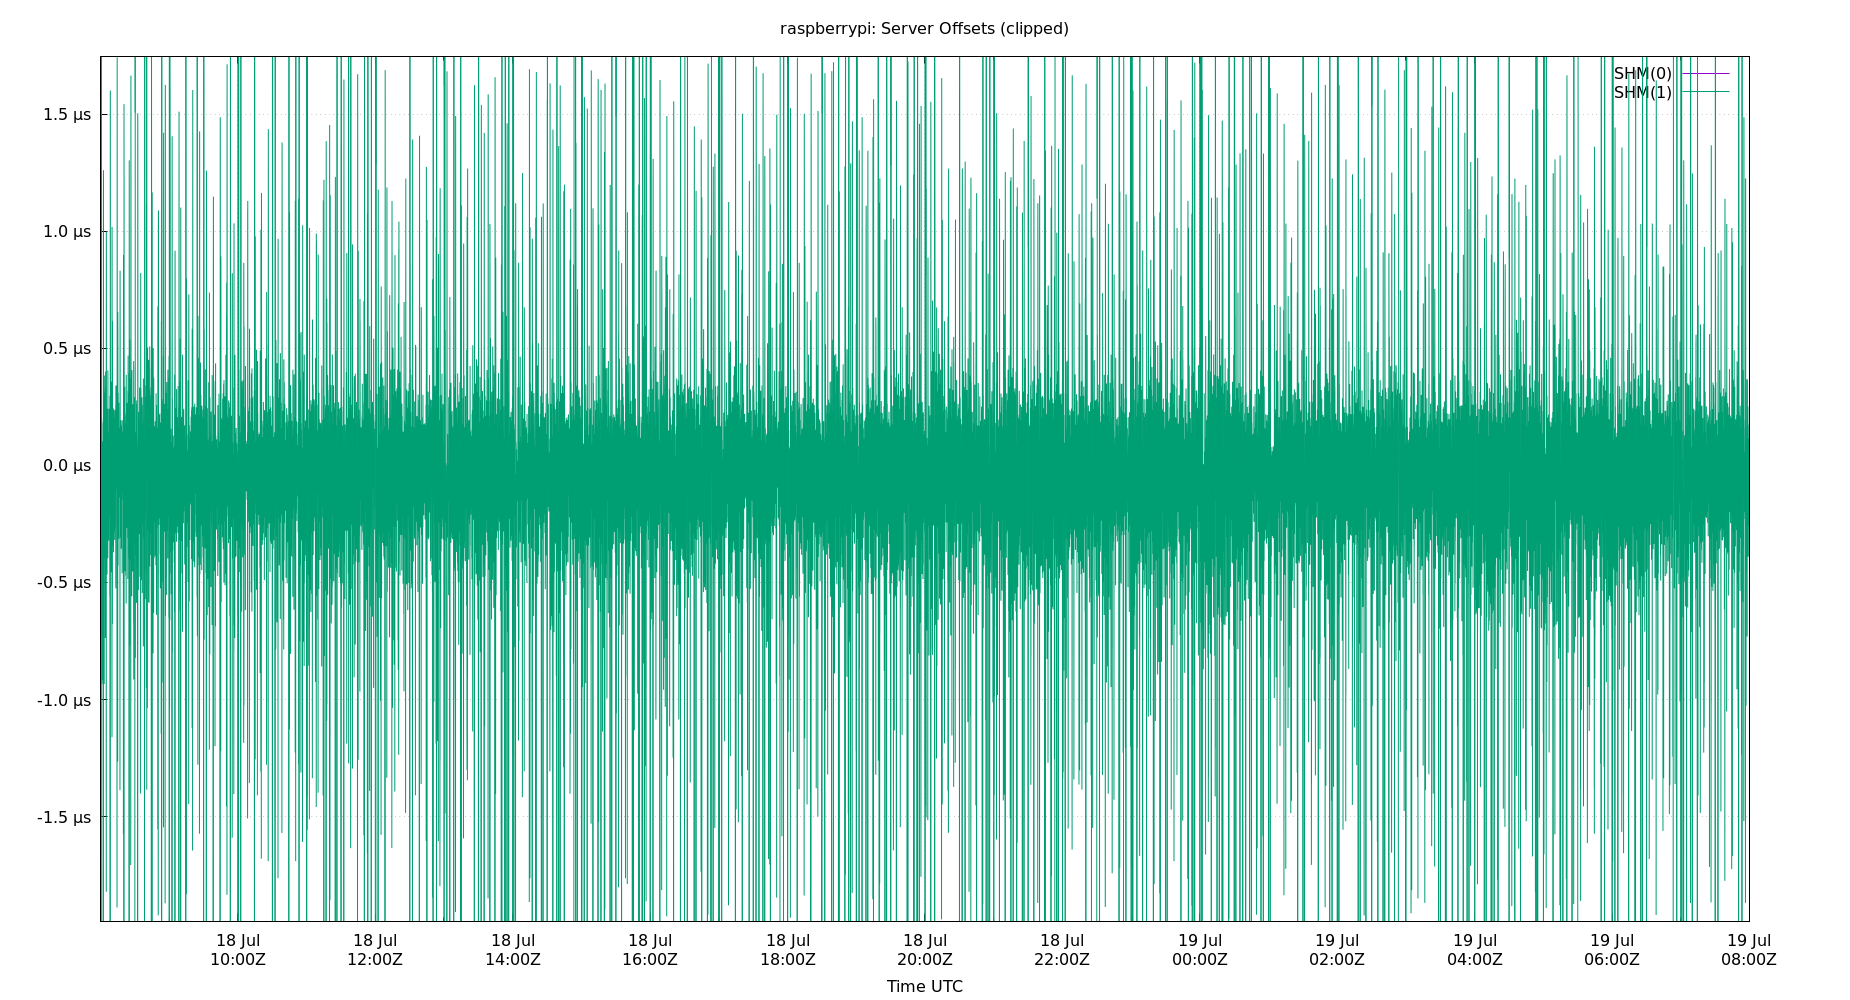 raspberrypi: Server Offsets (clipped)
SHM(0)
SHM(1)
1.5 µs
1.0 µs
0.5 µs
0.0 µs
-0.5 µs
-1.0 µs
-1.5 µs
18 Jul 18 Jul 18 Jul 18 Jul 18 Jul 18 Jul 18 Jul 19 Jul 19 Jul 19 Jul 19 Jul 19 Jul
10:00Z 12:00Z 14:00Z 16:00Z 18:00Z 20:00Z 22:00Z 00:00Z 02:00Z 04:00Z 06:00Z 08:00Z
Time UTC